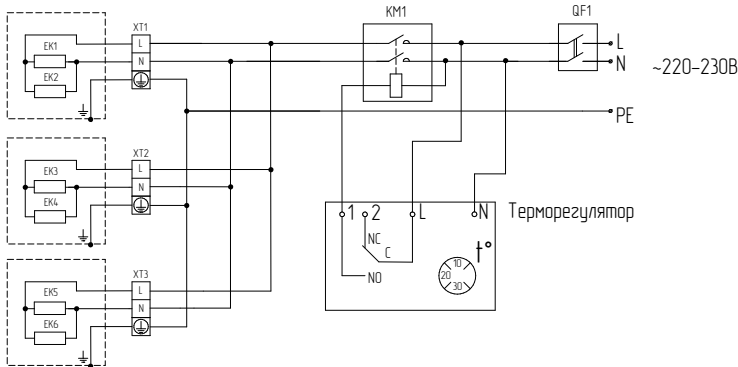 KM1
QF1
XT1
EK1
EK2
L
N
L
N
~220-230В
PE
XT2
EK3
EK4
L
N
1
2
L
N
Терморегулятор
NC
C
NO
t°
10
20
30
XT3
EK5
EK6
L
N